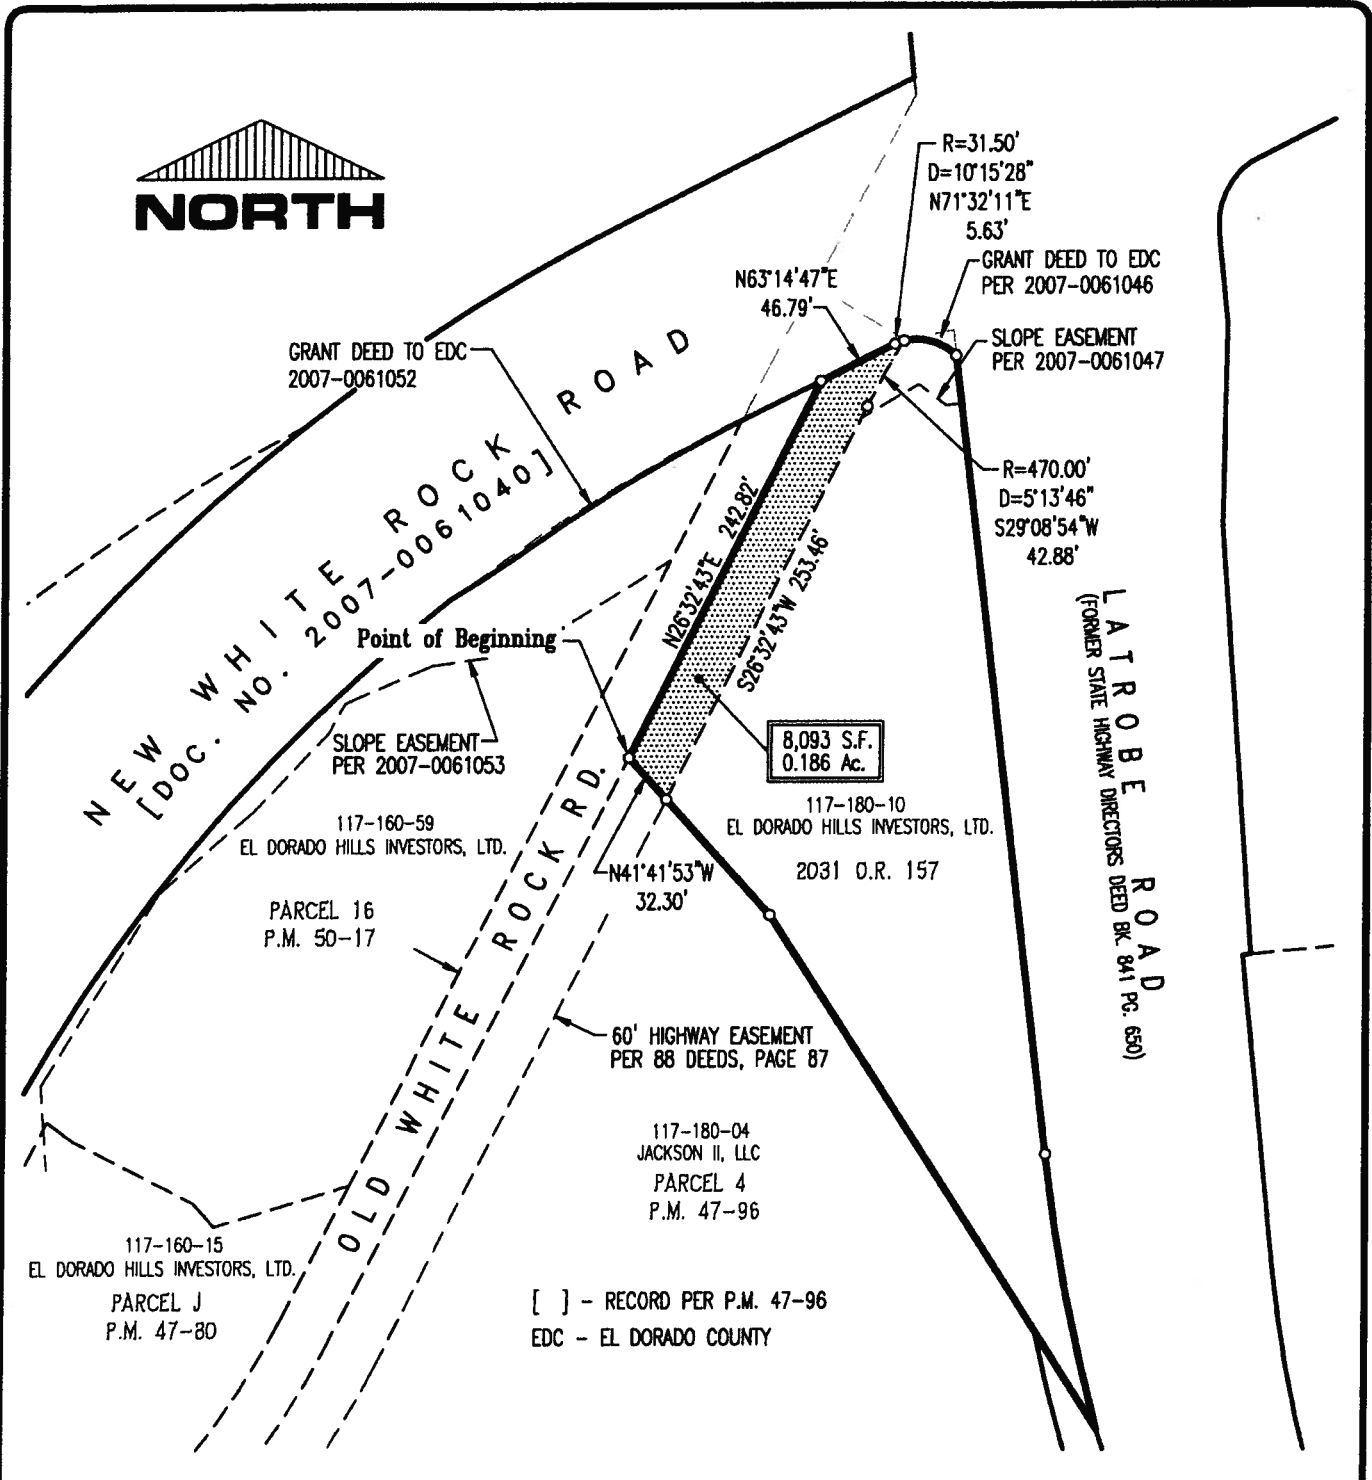 NORTH
R=31.50'
D=10°15'28"
N71°32'11"E
5.63'
GRANT DEED TO EDC
PER 2007-0061046
N63°14'47"E
46.79'
SLOPE EASEMENT
PER 2007-0061047
GRANT DEED TO EDC
2007-0061052
NEW WHITE ROCK ROAD
[DOC. NO. 2007-0061040]
R=470.00'
D=5°13'46"
S29°08'54"W
42.88'
N26°32'43"E 242.82'
S26°32'43"W 253.46'
LATROBE ROAD
(FORMER STATE HIGHWAY DIRECTORS DEED BK. 841 PG. 650)
Point of Beginning
SLOPE EASEMENT
PER 2007-0061053
8,093 S.F.
0.186 Ac.
117-160-59
EL DORADO HILLS INVESTORS, LTD.
117-180-10
EL DORADO HILLS INVESTORS, LTD.
2031 O.R. 157
N41°41'53"W
32.30'
PARCEL 16
P.M. 50-17
OLD WHITE ROCK RD.
60' HIGHWAY EASEMENT
PER 88 DEEDS, PAGE 87
117-180-04
JACKSON II, LLC
PARCEL 4
P.M. 47-96
117-160-15
EL DORADO HILLS INVESTORS, LTD.
PARCEL J
P.M. 47-80
[ ] - RECORD PER P.M. 47-96
EDC - EL DORADO COUNTY